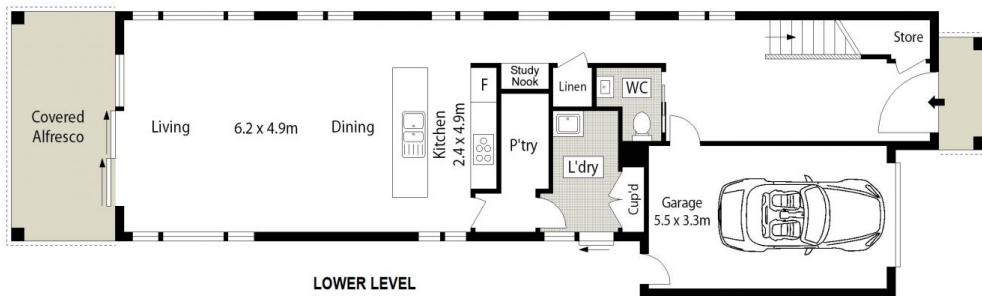 Covered
Alfresco
Living
6.2 x 4.9m
Dining
Kitchen
2.4 x 4.9m
F
Study
Nook
P'try
Linen
WC
L'dry
Cup'd
Store
Garage
5.5 x 3.3m
LOWER LEVEL